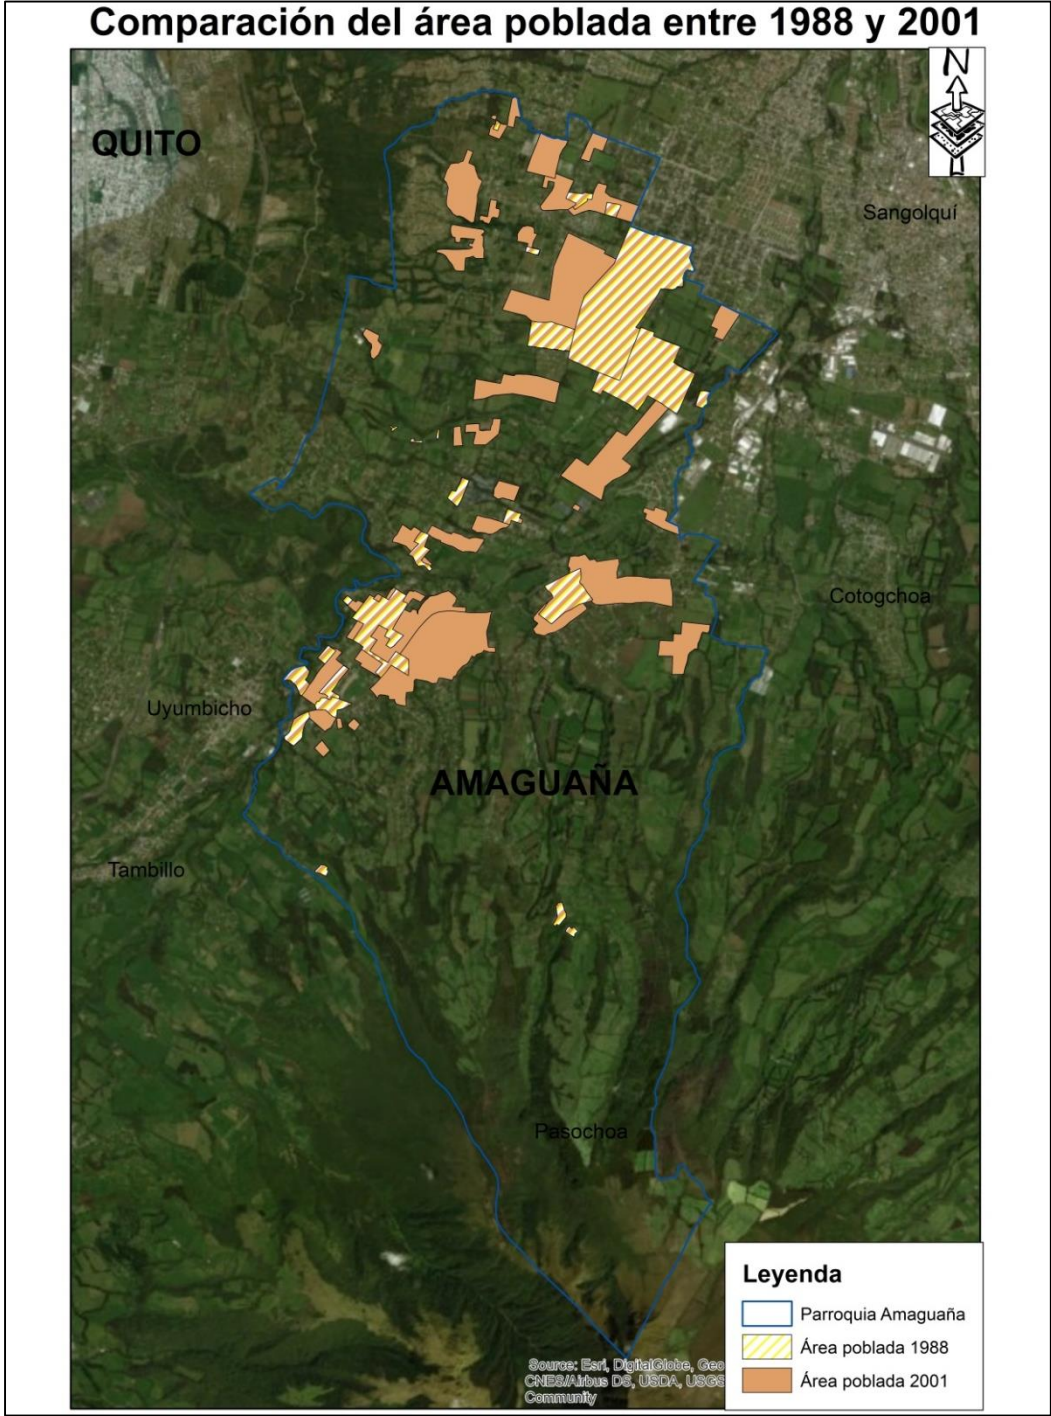 Comparación del área poblada entre 1988 y 2001
N
QUITO
Sangolquí
Cotogchoa
Uyumbicho
AMAGUAÑA
Tambillo
Pasochoa
Leyenda
Parroquia Amaguaña
Área poblada 1988
Área poblada 2001
Source: Esri, DigitalGlobe, Geo
CNES/Airbus DS, USDA, USGS
Community